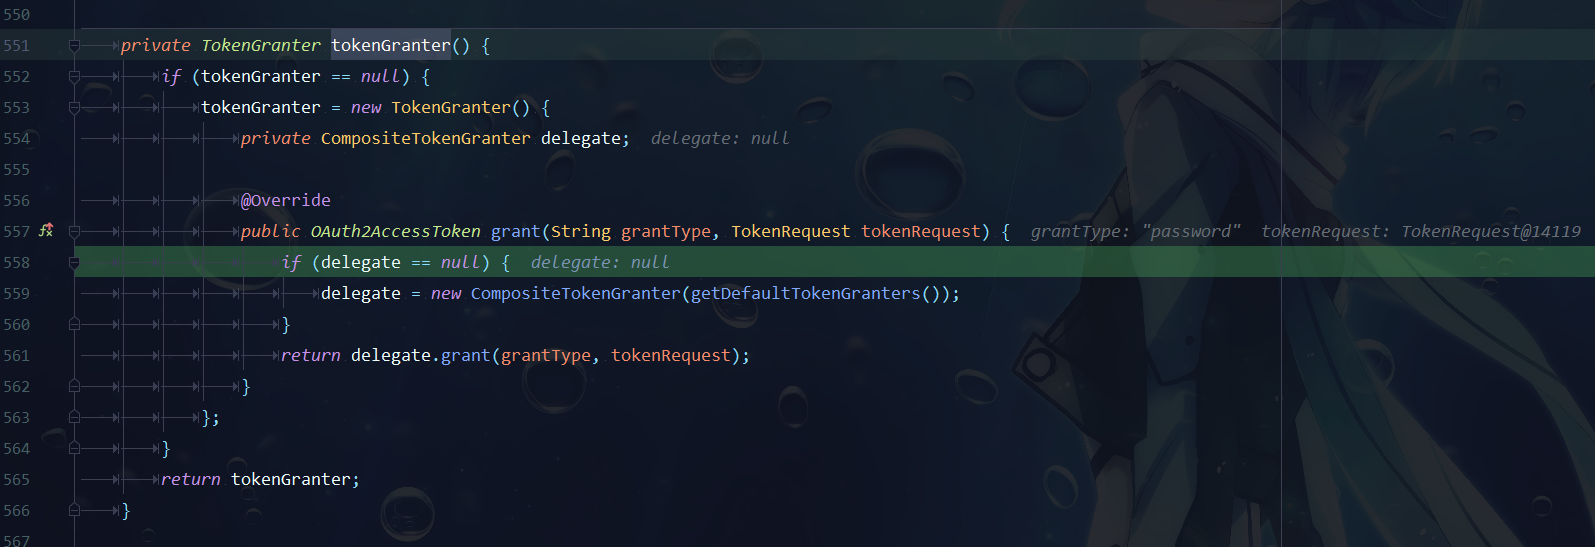 550
551 private TokenGranter tokenGranter() {
552 if (tokenGranter == null) {
553 tokenGranter = new TokenGranter() {
554 private CompositeTokenGranter delegate; delegate: null
555
556 @Override
557 public OAuth2AccessToken grant(String grantType, TokenRequest tokenRequest) { grantType: "password" tokenRequest: TokenRequest@14119
558 if (delegate == null) { delegate: null
559 delegate = new CompositeTokenGranter(getDefaultTokenGranters());
560 }
561 return delegate.grant(grantType, tokenRequest);
562 }
563 };
564 }
565 return tokenGranter;
566 }
567